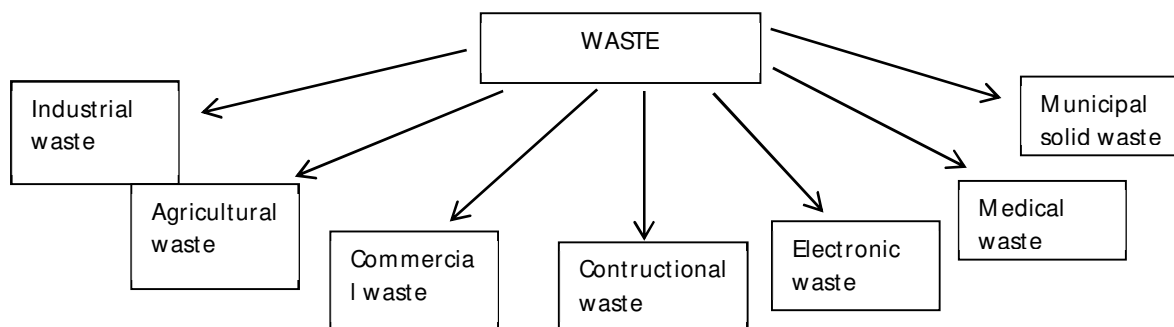 WASTE
Industrial
waste
Municipal
solid waste
Agricultural
waste
Medical
waste
Commercia
l waste
Contructional
waste
Electronic
waste